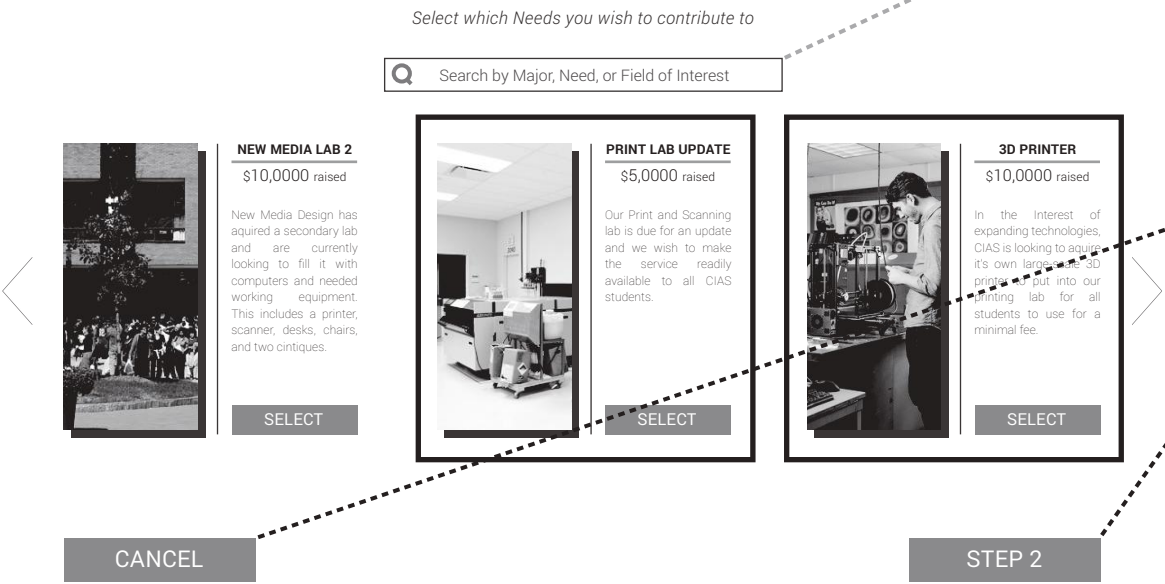 Select which Needs you wish to contribute to
Search by Major, Need, or Field of Interest
NEW MEDIA LAB 2
$10,0000 raised
New Media Design has
aquired a secondary lab
and are currently
looking to fill it with
computers and needed
working equipment.
This includes a printer,
scanner, desks, chairs,
and two cintiques.
SELECT
PRINT LAB UPDATE
$5,0000 raised
Our Print and Scanning
lab is due for an update
and we wish to make
the service readily
available to all CIAS
students.
SELECT
3D PRINTER
$10,0000 raised
In the Interest of
expanding technologies,
CIAS is looking to aquire
it's own large-scale 3D
printer to put into our
printing lab for all
students to use for a
minimal fee.
SELECT
CANCEL
STEP 2